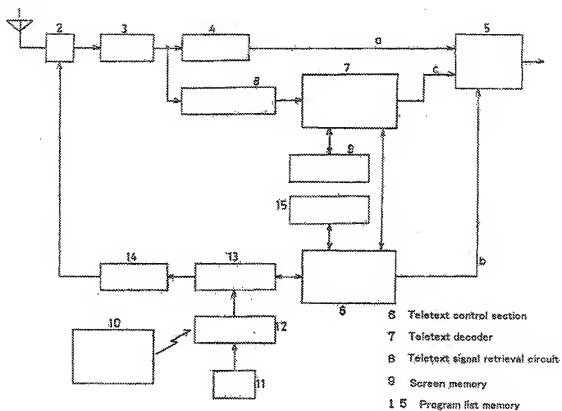 1
2
3
4
a
5
8
7
c
9
15
14
13
6
b
10
12
11
6 Teletext control section
7 Teletext decoder
8 Teletext signal retrieval circuit
9 Screen memory
1 5 Program list memory